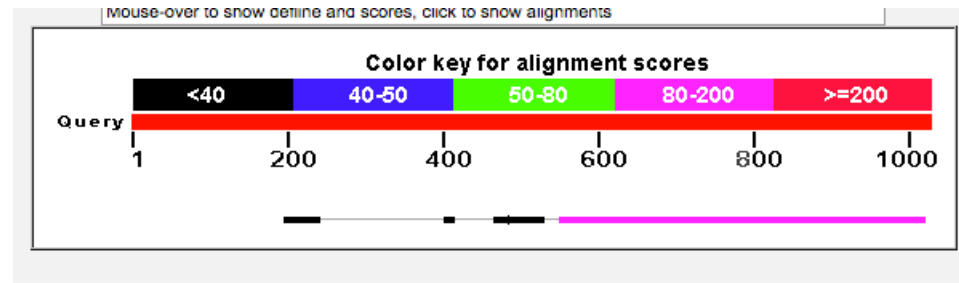 Mouse-over to show defline and scores, click to show alignments
Color key for alignment scores
<40 40-50 50-80 80-200 >=200
Query
1 200 400 600 800 1000